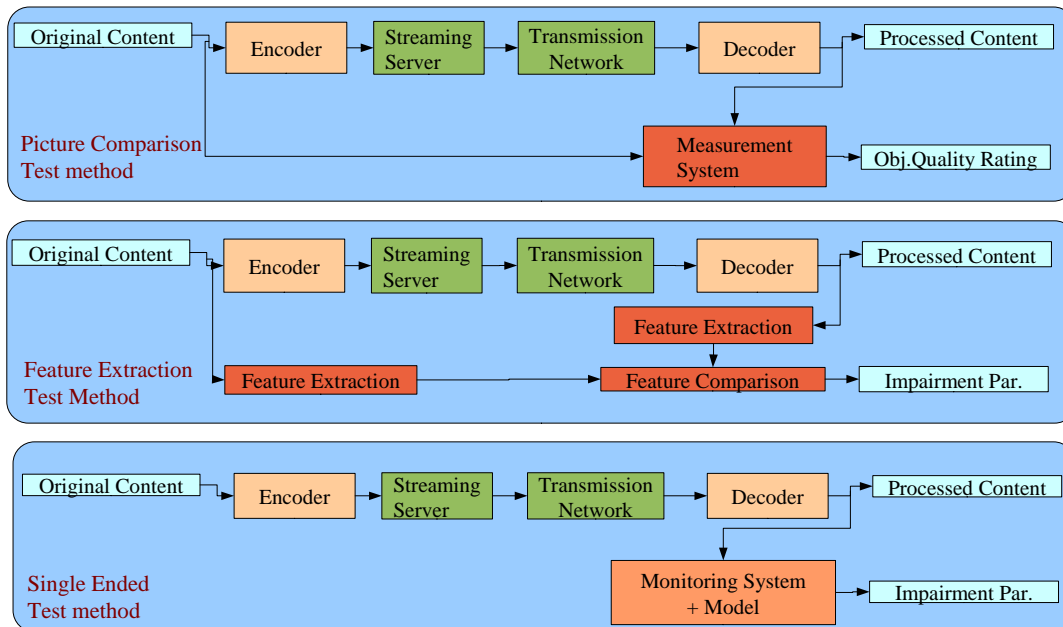 Original Content
Encoder
Streaming
Server
Transmission
Network
Decoder
Processed Content
Picture Comparison
Test method
Measurement
System
Obj.Quality Rating
Original Content
Encoder
Streaming
Server
Transmission
Network
Decoder
Processed Content
Feature Extraction
Feature Extraction
Test Method
Feature Extraction
Feature Comparison
Impairment Par.
Original Content
Encoder
Streaming
Server
Transmission
Network
Decoder
Processed Content
Single Ended
Test method
Monitoring System
+ Model
Impairment Par.